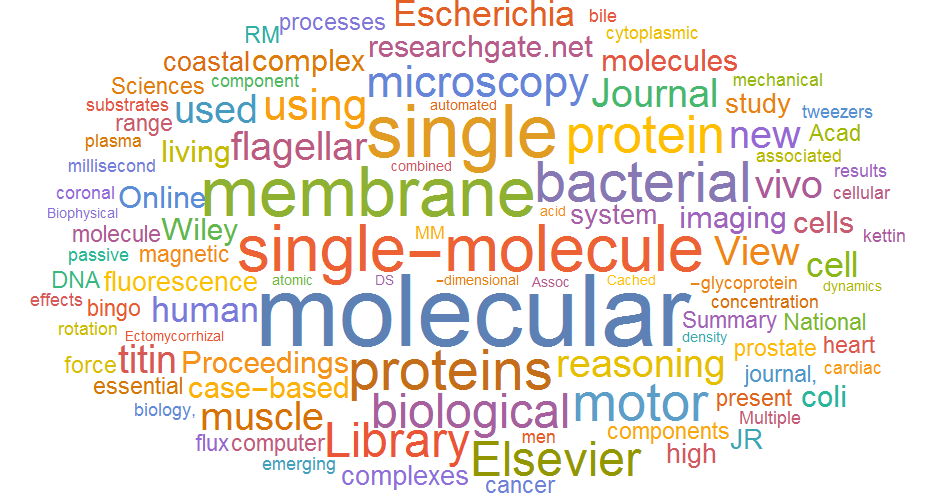 Escherichia bile
processes
RM cytoplasmic
researchgate.net
coastal complex molecules
Sciences component microscopy mechanical
substrates used using automated Journal study tweezers
range single protein new Acad
plasma living flagellar associated
millisecond combined results
coronal Online membrane bacterial vivo cellular
Biophysical acid system imaging cells
molecule Wiley MM kettin
passive magnetic single-molecule View cell
DNA fluorescence atomic DS -dimensional Assoc Cached -glycoprotein dynamics
effects bingo human molecular concentration
rotation Ectomycorrhizal Summary National
density
force titin Proceedings proteins reasoning prostate heart
essential case-based journal, cardiac
biology, muscle biological motor present coli
Multiple
flux computer Library men components JR
emerging Elsevier high
complexes cancer